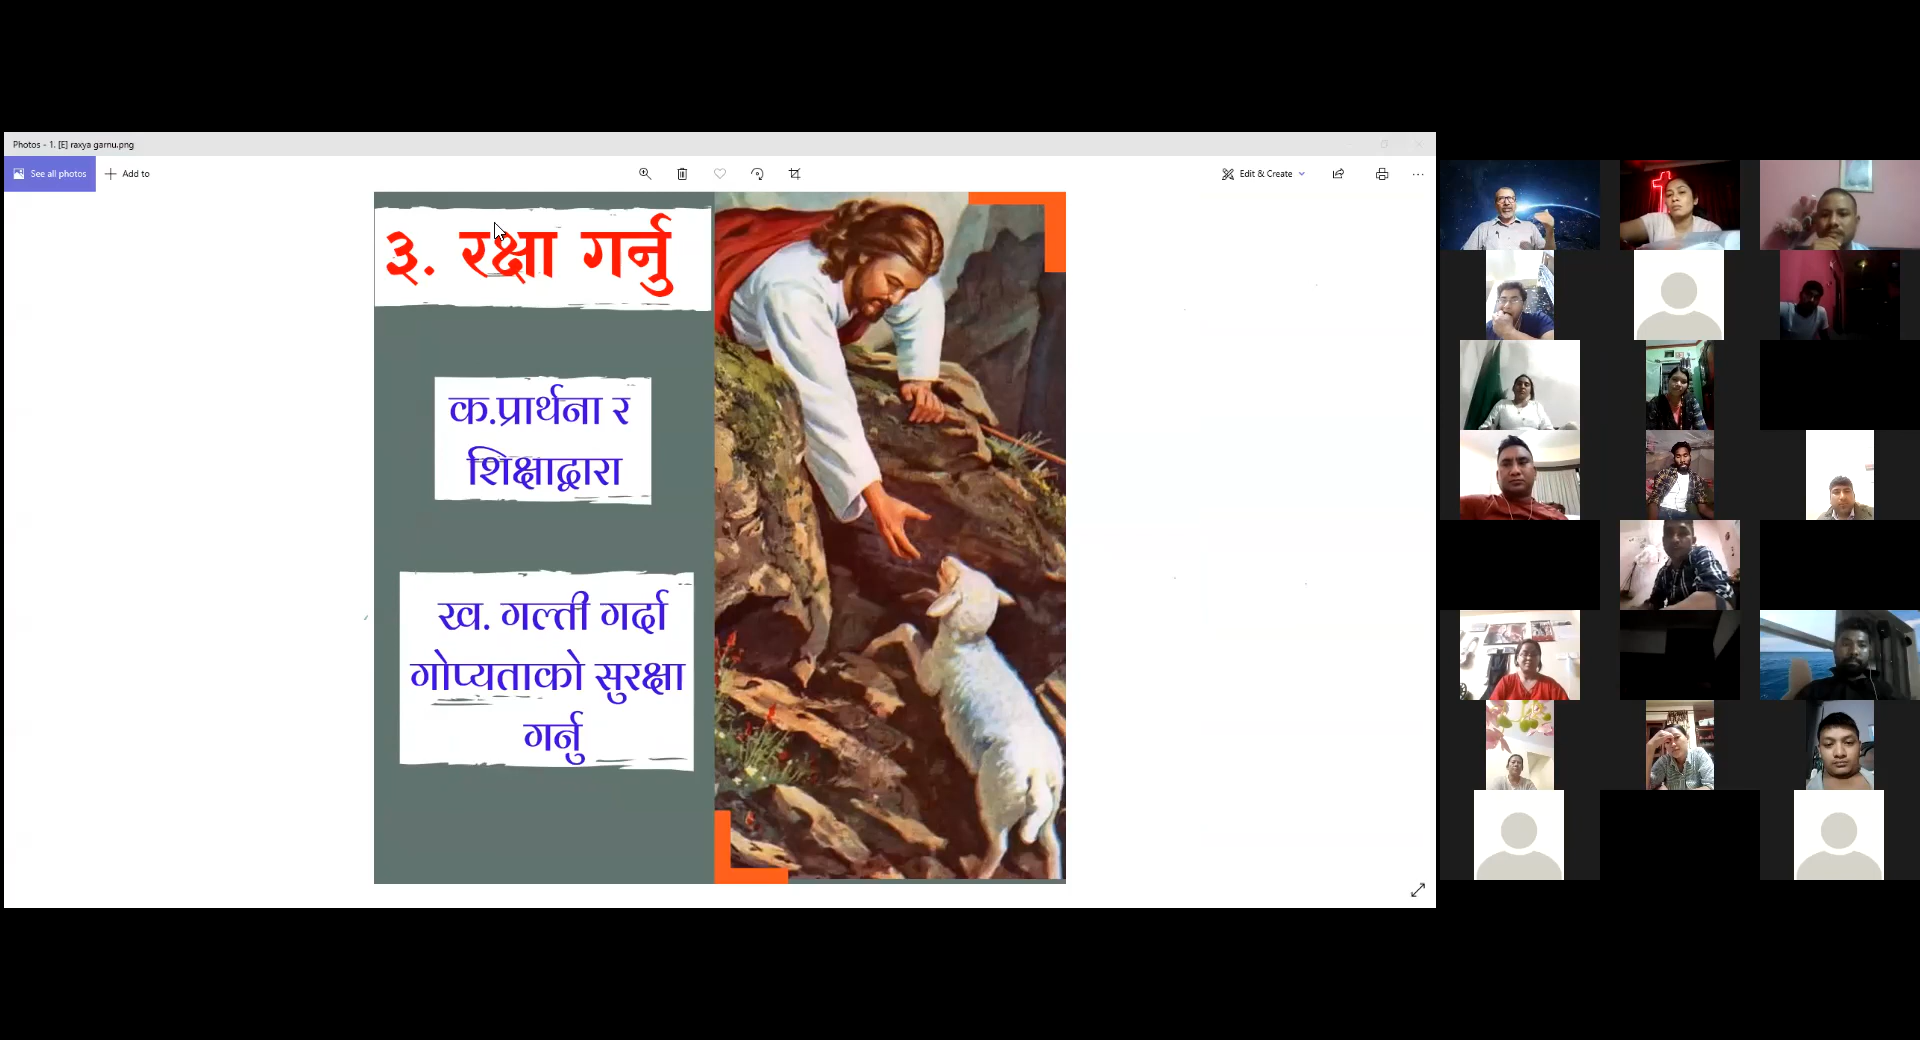 Photos - 1. [E] raxya garnu.png
See all photos
Add to
Edit & Create
३. रक्षा गर्नु
क.प्रार्थना र
शिक्षाद्वारा
ख. गल्ती गर्दा
गोप्यताको सुरक्षा
गर्नु